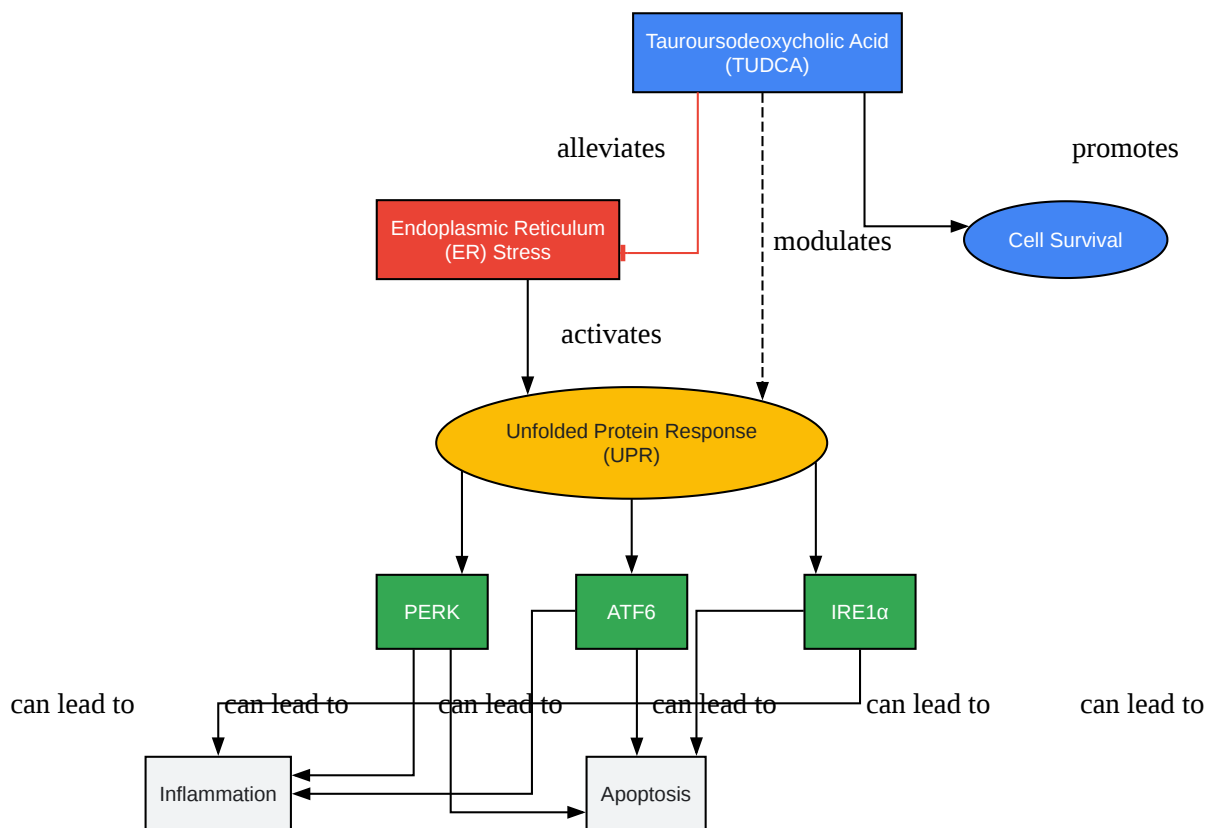 Tauroursodeoxycholic Acid
(TUDCA)
alleviates
promotes
Endoplasmic Reticulum
(ER) Stress
modulates
Cell Survival
activates
Unfolded Protein Response
(UPR)
PERK
ATF6
IRE1α
can lead to
can lead to
can lead to
can lead to
can lead to
can lead to
Inflammation
Apoptosis